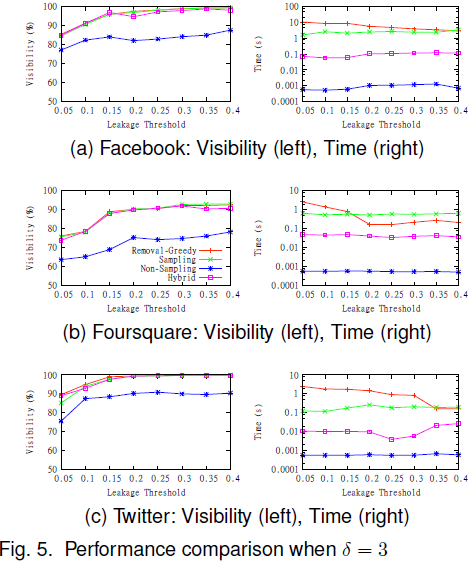 100
90
80
70
60
50
Visibility (%)
0.05 0.1 0.15 0.2 0.25 0.3 0.35 0.4
Leakage Threshold
100
10
1
0.1
0.01
0.001
0.0001
Time (s)
0.05 0.1 0.15 0.2 0.25 0.3 0.35 0.4
Leakage Threshold
(a) Facebook: Visibility (left), Time (right)
100
90
80
70
60
50
Visibility (%)
Removal-Greedy
Sampling
Non-Sampling
Hybrid
0.05 0.1 0.15 0.2 0.25 0.3 0.35 0.4
Leakage Threshold
10
1
0.1
0.01
0.001
0.0001
Time (s)
0.05 0.1 0.15 0.2 0.25 0.3 0.35 0.4
Leakage Threshold
(b) Foursquare: Visibility (left), Time (right)
100
90
80
70
60
50
Visibility (%)
0.05 0.1 0.15 0.2 0.25 0.3 0.35 0.4
Leakage Threshold
10
1
0.1
0.01
0.001
0.0001
Time (s)
0.05 0.1 0.15 0.2 0.25 0.3 0.35 0.4
Leakage Threshold
(c) Twitter: Visibility (left), Time (right)
Fig. 5. Performance comparison when δ = 3